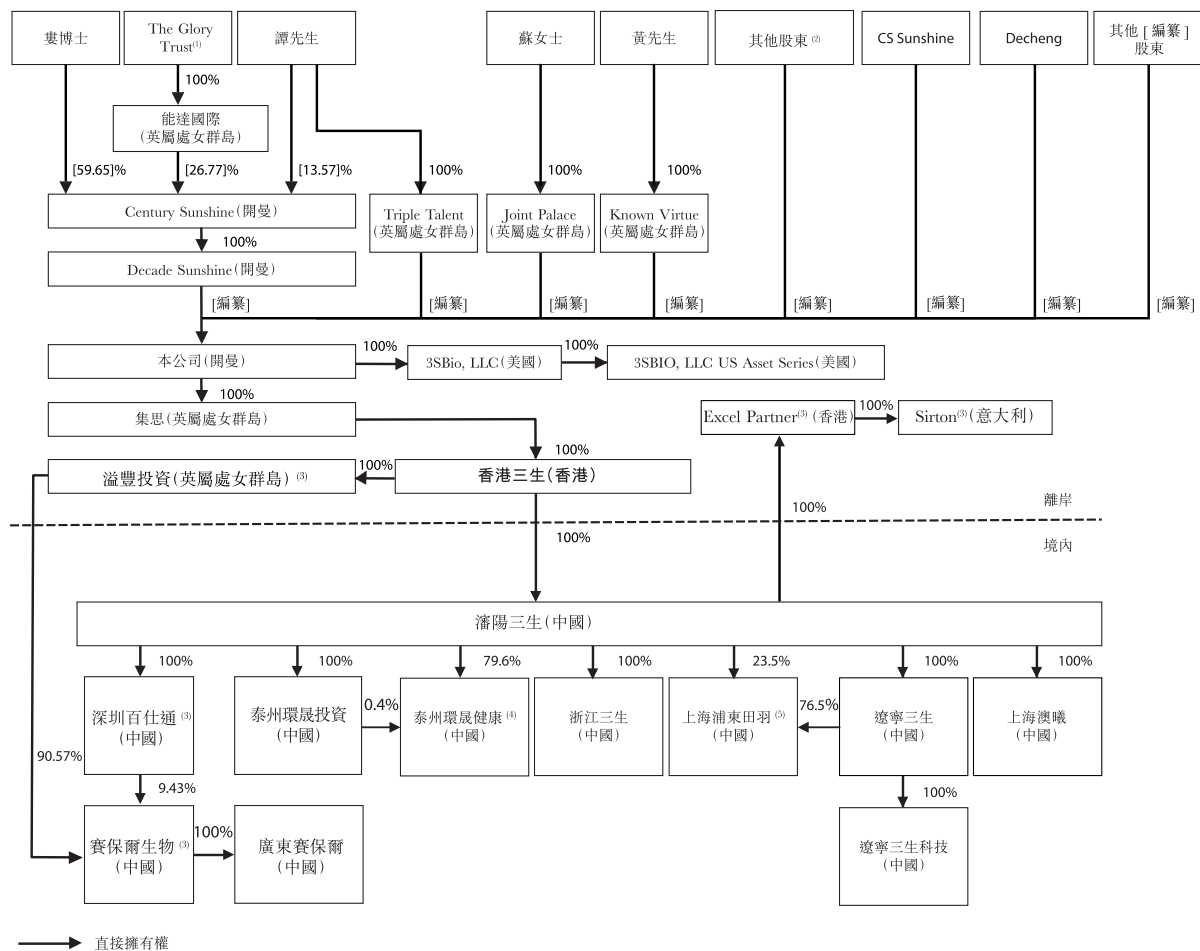 婁博士
The Glory
Trust(1)
譚先生
蘇女士
黃先生
其他股東 (2)
CS Sunshine
Decheng
其他 [ 編纂 ]
股東
100%
能達國際
(英屬處女群島)
[59.65]%
[26.77]%
[13.57]%
100%
100%
100%
Century Sunshine(開曼)
Triple Talent
(英屬處女群島)
Joint Palace
(英屬處女群島)
Known Virtue
(英屬處女群島)
100%
Decade Sunshine(開曼)
[編纂]
[編纂]
[編纂]
[編纂]
[編纂]
[編纂]
[編纂]
[編纂]
本公司(開曼)
100%
3SBio, LLC(美國)
100%
3SBIO, LLC US Asset Series(美國)
100%
集思(英屬處女群島)
Excel Partner(3) (香港)
100%
Sirton(3)(意大利)
100%
溢豐投資(英屬處女群島) (3)
100%
香港三生(香港)
離岸
100%
100%
境內
瀋陽三生(中國)
100%
100%
79.6%
100%
23.5%
100%
100%
深圳百仕通 (3)
(中國)
泰州環晟投資
(中國)
0.4%
泰州環晟健康 (4)
(中國)
浙江三生
(中國)
上海浦東田羽 (5)
(中國)
76.5%
遼寧三生
(中國)
上海澳曦
(中國)
90.57%
9.43%
100%
賽保爾生物 (3)
(中國)
100%
廣東賽保爾
(中國)
遼寧三生科技
(中國)
直接擁有權